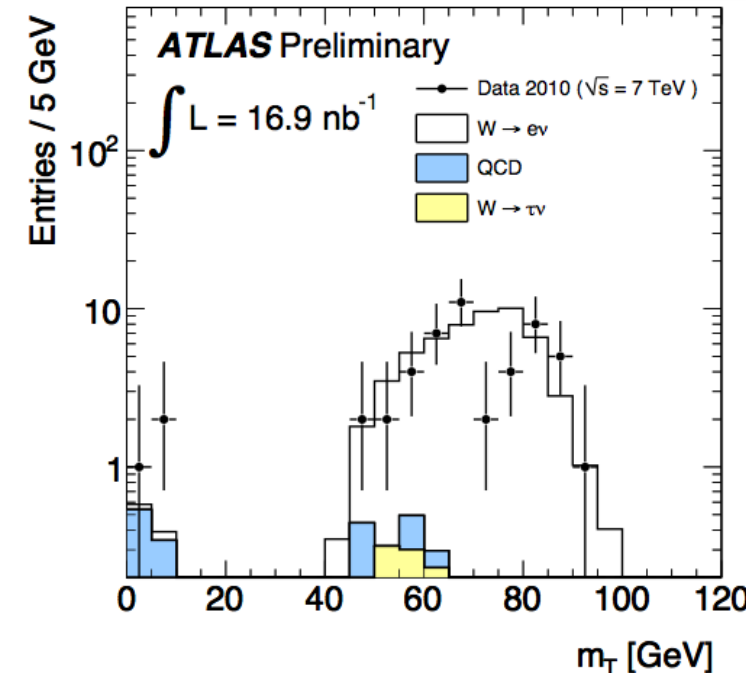 ATLAS Preliminary
∫ L = 16.9 nb⁻¹
Data 2010 (√s = 7 TeV )
W → eν
QCD
W → τν
Entries / 5 GeV
10²
10
1
0 20 40 60 80 100 120
m_T [GeV]